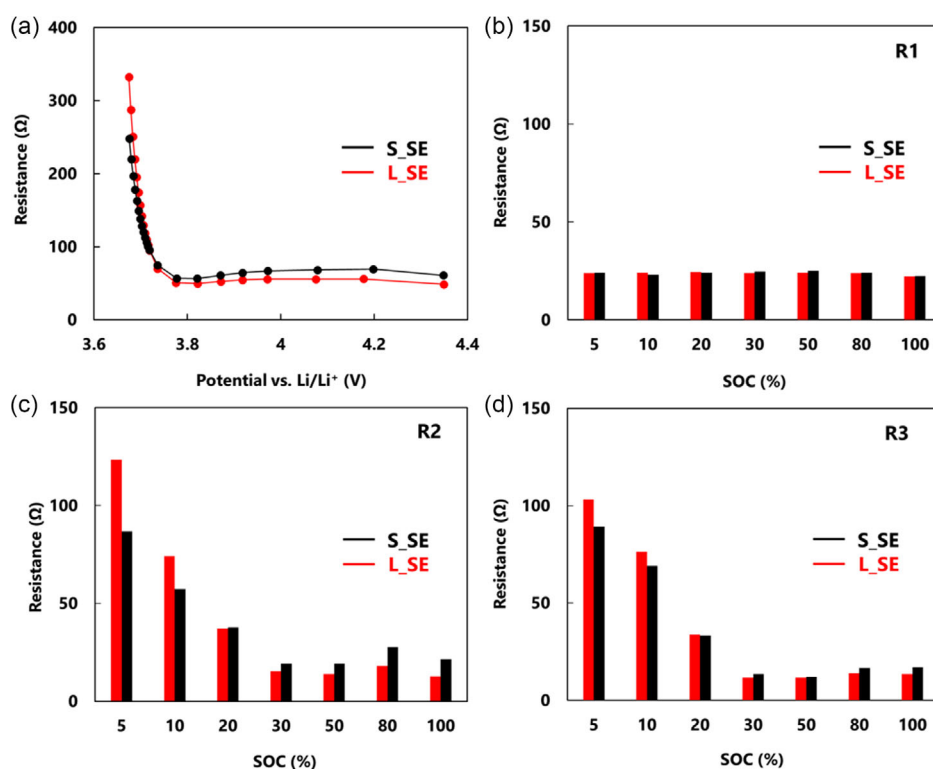 (a)
400
300
200
100
0
Resistance (Ω)
S_SE
L_SE
3.6 3.8 4 4.2 4.4
Potential vs. Li/Li⁺ (V)
(b)
R1
150
100
50
0
Resistance (Ω)
S_SE
L_SE
5 10 20 30 50 80 100
SOC (%)
(c)
R2
150
100
50
0
Resistance (Ω)
S_SE
L_SE
5 10 20 30 50 80 100
SOC (%)
(d)
R3
150
100
50
0
Resistance (Ω)
S_SE
L_SE
5 10 20 30 50 80 100
SOC (%)